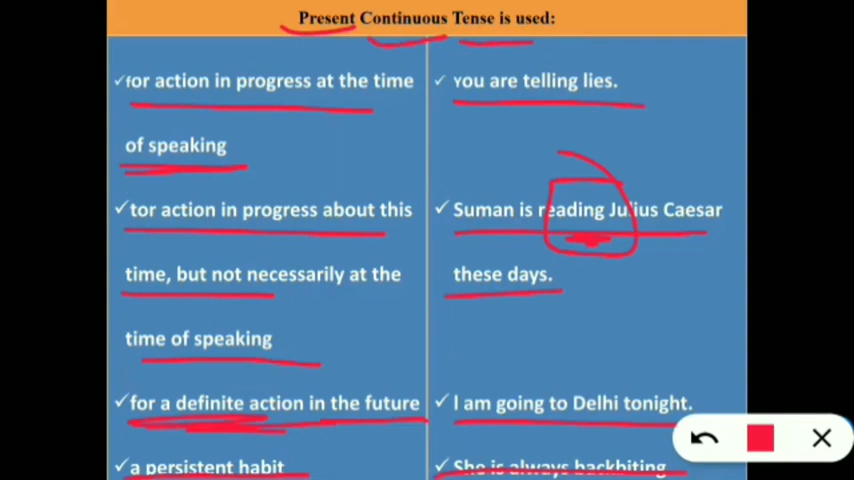 Present Continuous Tense is used:
✓for action in progress at the time
of speaking
✓ You are telling lies.
✓for action in progress about this
time, but not necessarily at the
time of speaking
✓ Suman is reading Julius Caesar
these days.
✓for a definite action in the future
✓ I am going to Delhi tonight.
✓a persistent habit
✓ She is always backbiting